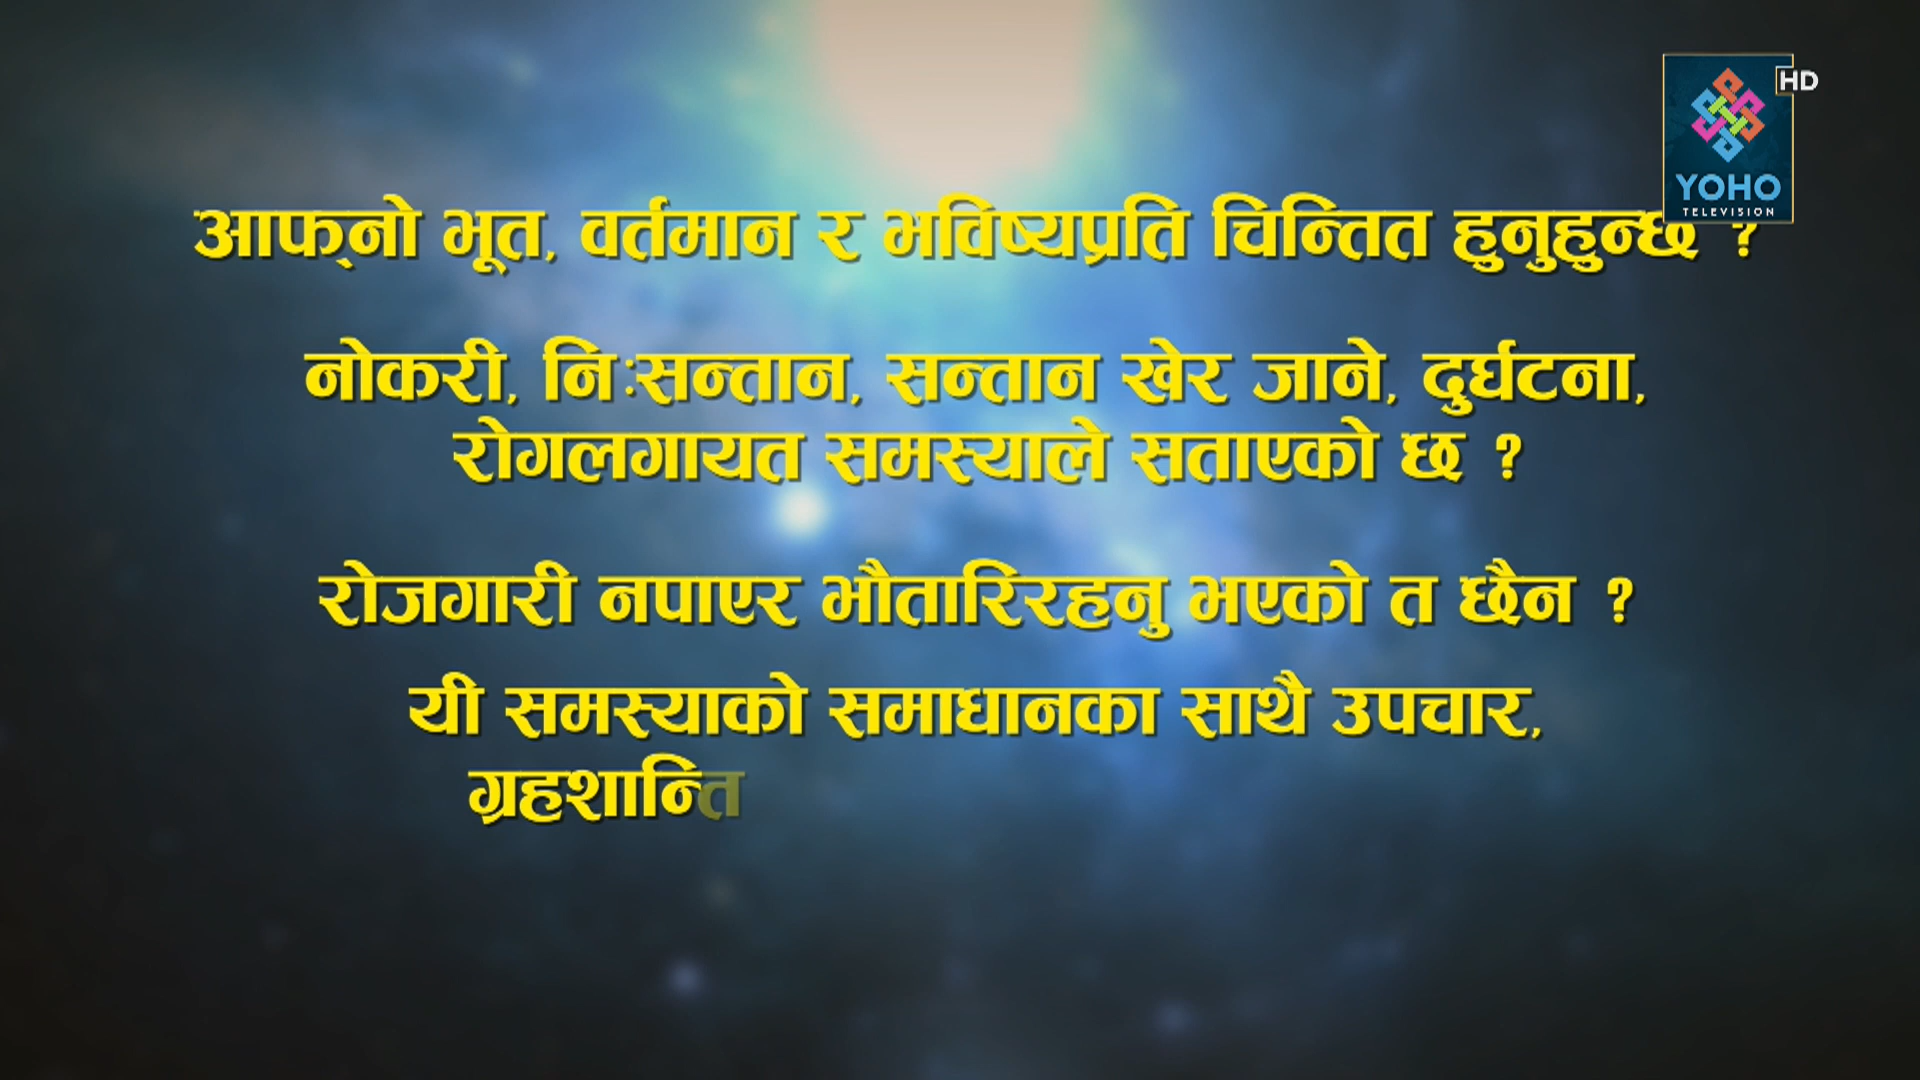 HD
YOHO
TELEVISION
आफ्‌नो भूत, वर्तमान र भविष्यप्रति चिन्तित हुनुहुन्छ ?
नोकरी, निःसन्तान, सन्तान खेर जाने, दुर्घटना,
रोगलगायत समस्याले सताएको छ ?
रोजगारी नपाएर भौतारिरहनु भएको त छैन ?
यी समस्याको समाधानका साथै उपचार,
ग्रहशान्ति